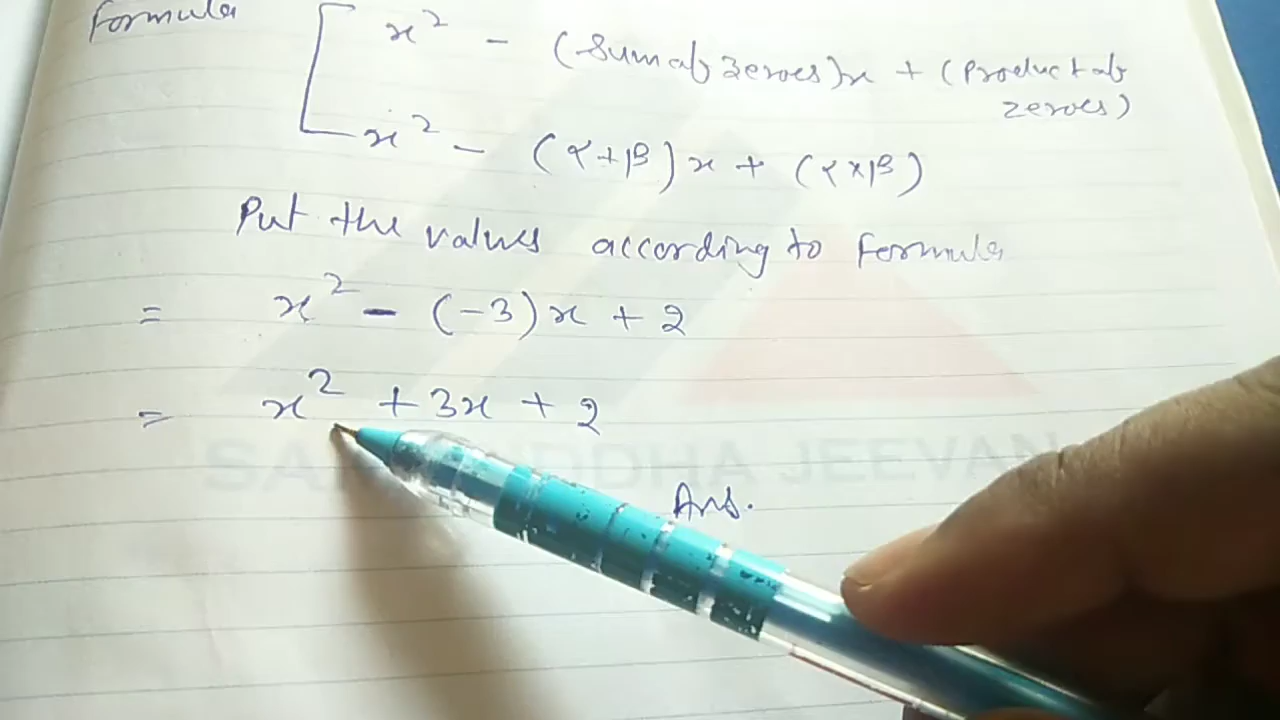 Formula
x² - (Sum of zeroes)x + (Product of
zeroes)
x² - (α+β)x + (α×β)
Put the values according to formula
= x² - (-3)x + 2
= x² + 3x + 2
Ans.
JEEVAN